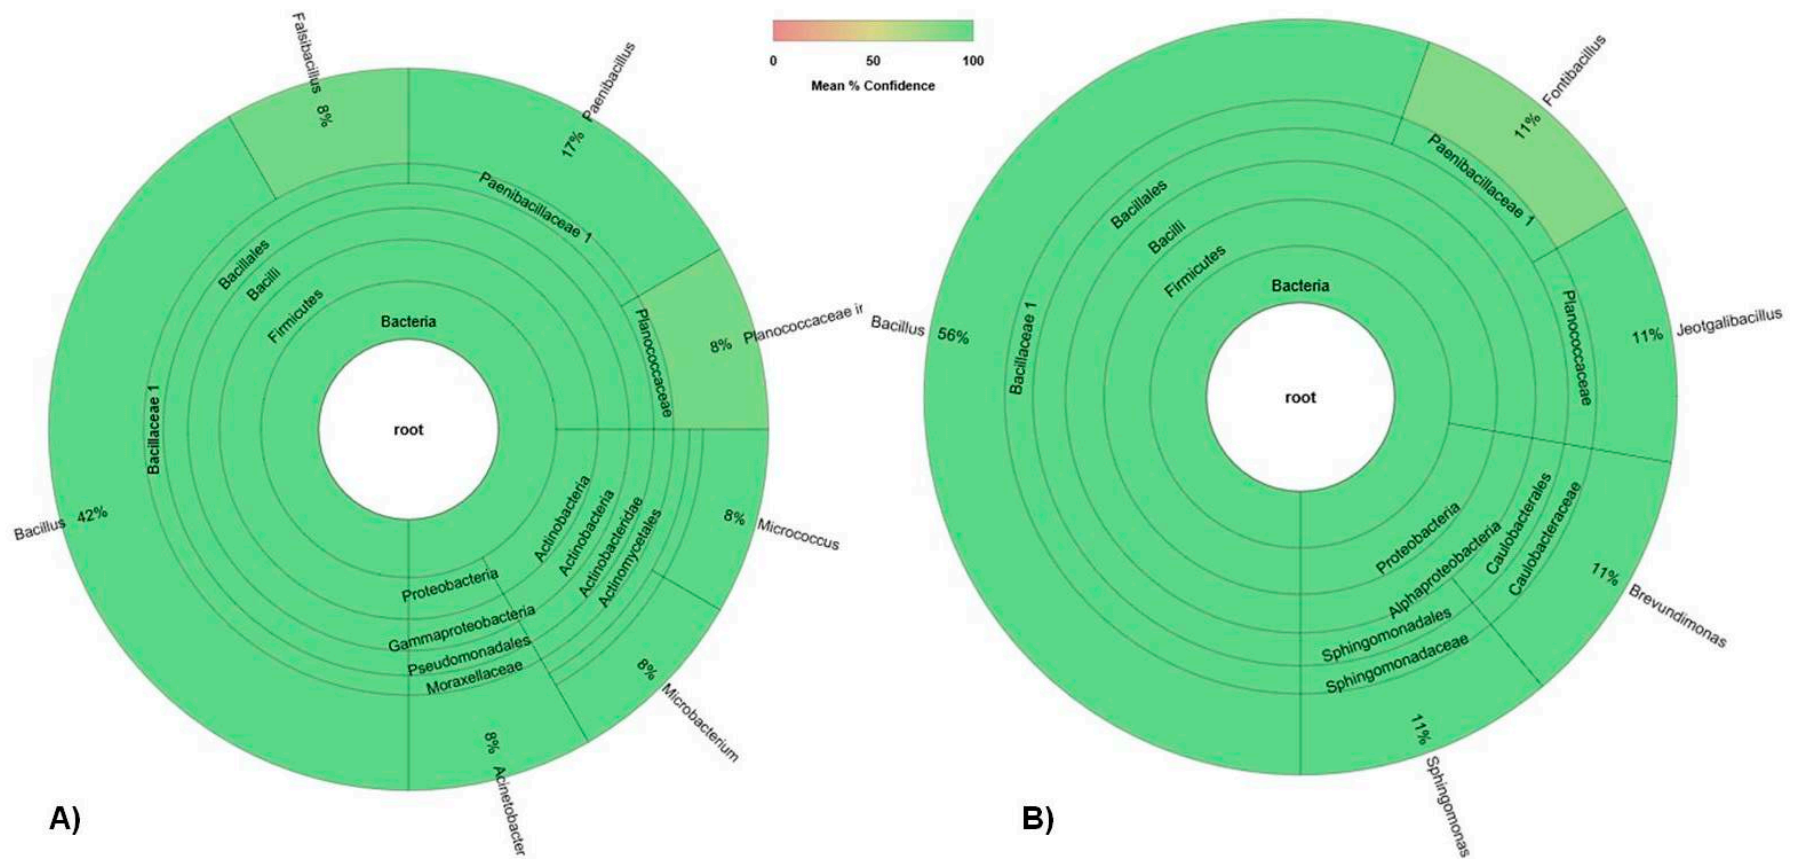 Falsibacillus 8%
17% Paenibacillus
Paenibacillaceae 1
8% Planococcaceae ir
Planococcaceae
Bacillales
Bacilli
Firmicutes
Bacteria
Bacillaceae 1
root
Bacillus 42%
Actinobacteria
Actinobacteria
Actinobacteridae
Actinomycetales
8% Micrococcus
8% Microbacterium
Proteobacteria
Gammaproteobacteria
Pseudomonadales
Moraxellaceae
8% Acinetobacter
A)
0 50 100
Mean % Confidence
11% Fontibacillus
Paenibacillaceae 1
11% Jeotgalibacillus
Planococcaceae
Bacillales
Bacilli
Firmicutes
Bacteria
Bacillaceae 1
root
Bacillus 56%
Proteobacteria
Alphaproteobacteria
Caulobacterales
Caulobacteraceae
11% Brevundimonas
Sphingomonadales
Sphingomonadaceae
11% Sphingomonas
B)